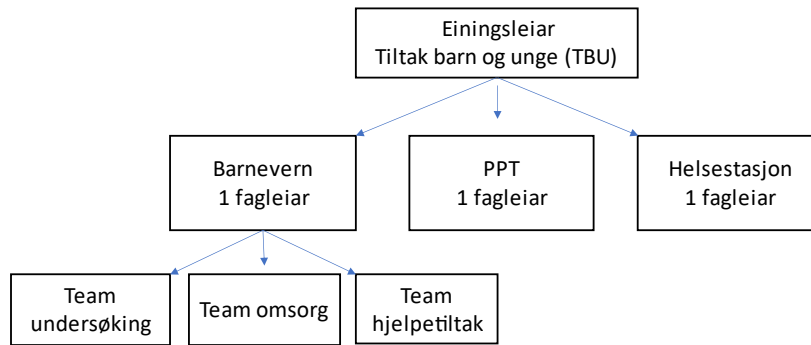 Einingsleiar
Tiltak barn og unge (TBU)
Barnevern
1 fagleiar
PPT
1 fagleiar
Helsestasjon
1 fagleiar
Team
undersøking
Team omsorg
Team
hjelpetiltak